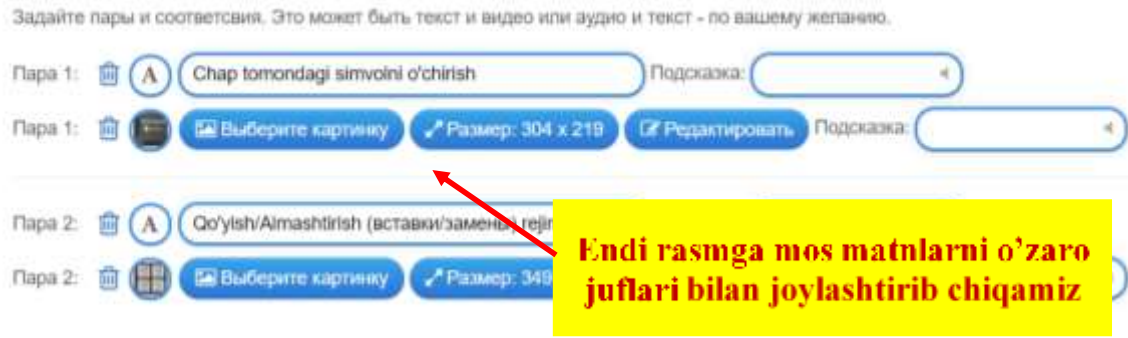 Задайте пары и соответсвия. Это может быть текст и видео или аудио и текст - по вашему желанию.
Пара 1: A Chap tomondagi simvolni o'chirish Подсказка:
Пара 1: Выберите картинку Размер: 304 x 219 Редактировать Подсказка:
Пара 2: A Qo'yish/Almashtirish (вставки/замены)
Пара 2: Выберите картинку Размер: 349
Endi rasmga mos matnlarni o’zaro
juflari bilan joylashtirib chiqamiz